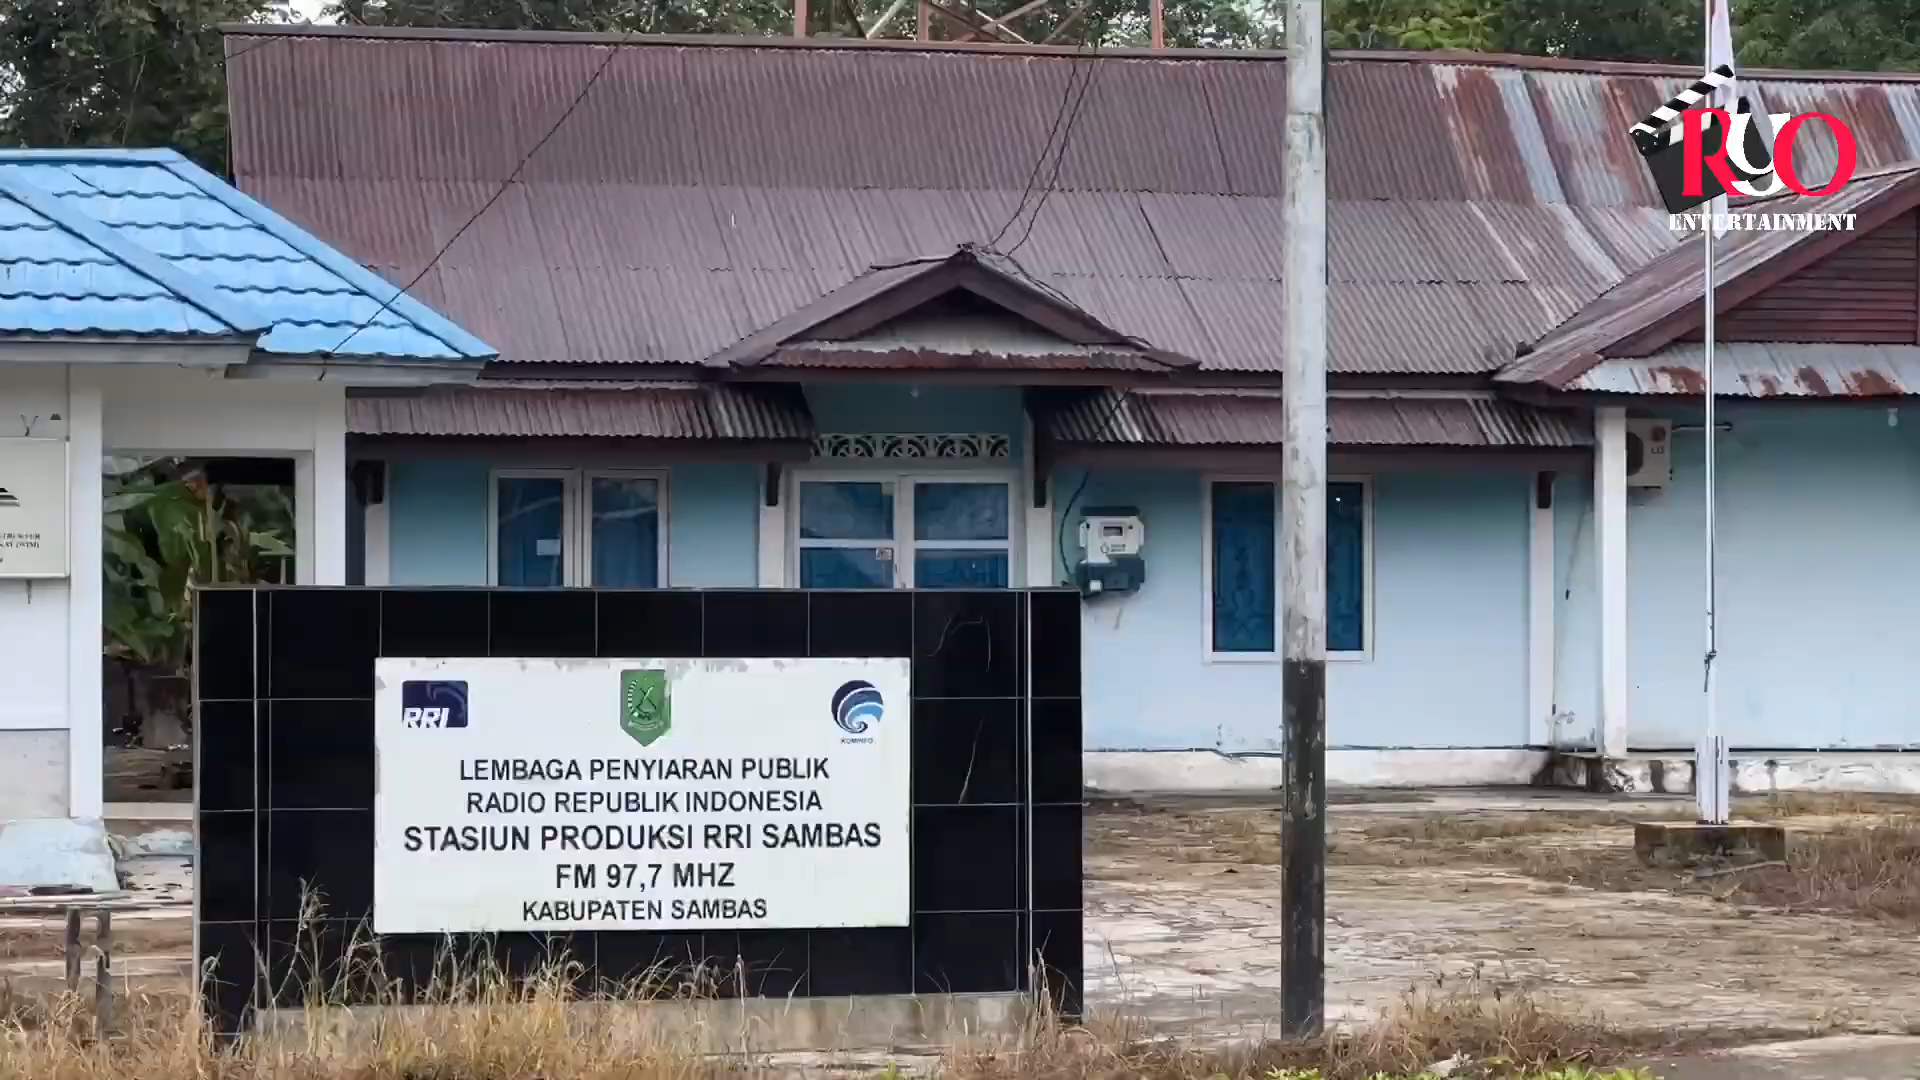 RYO
ENTERTAINMENT
RRI
KOMINFO
LEMBAGA PENYIARAN PUBLIK
RADIO REPUBLIK INDONESIA
STASIUN PRODUKSI RRI SAMBAS
FM 97,7 MHZ
KABUPATEN SAMBAS